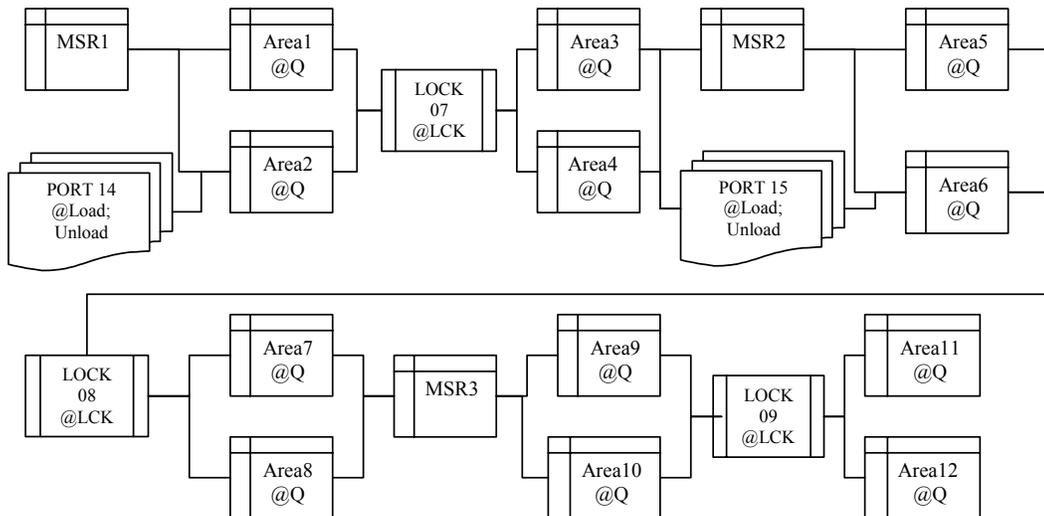 MSR1
Area1
@Q
Area3
@Q
MSR2
Area5
@Q
LOCK
07
@LCK
PORT 14
@Load;
Unload
Area2
@Q
Area4
@Q
PORT 15
@Load;
Unload
Area6
@Q
LOCK
08
@LCK
Area7
@Q
MSR3
Area9
@Q
LOCK
09
@LCK
Area11
@Q
Area8
@Q
Area10
@Q
Area12
@Q